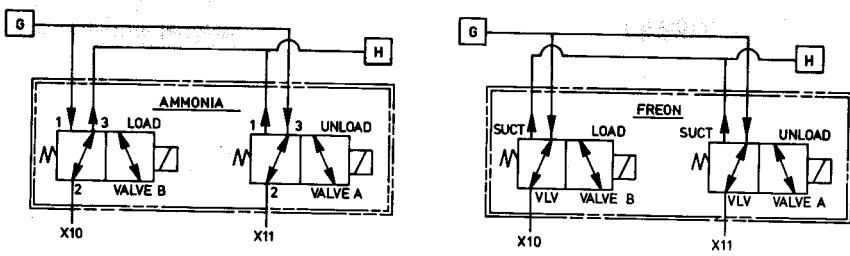 G
H
AMMONIA
1 3 LOAD
1 3 UNLOAD
2 VALVE B
2 VALVE A
X10 X11
G
H
FREON
SUCT LOAD
SUCT UNLOAD
VLV VALVE B
VLV VALVE A
X10 X11